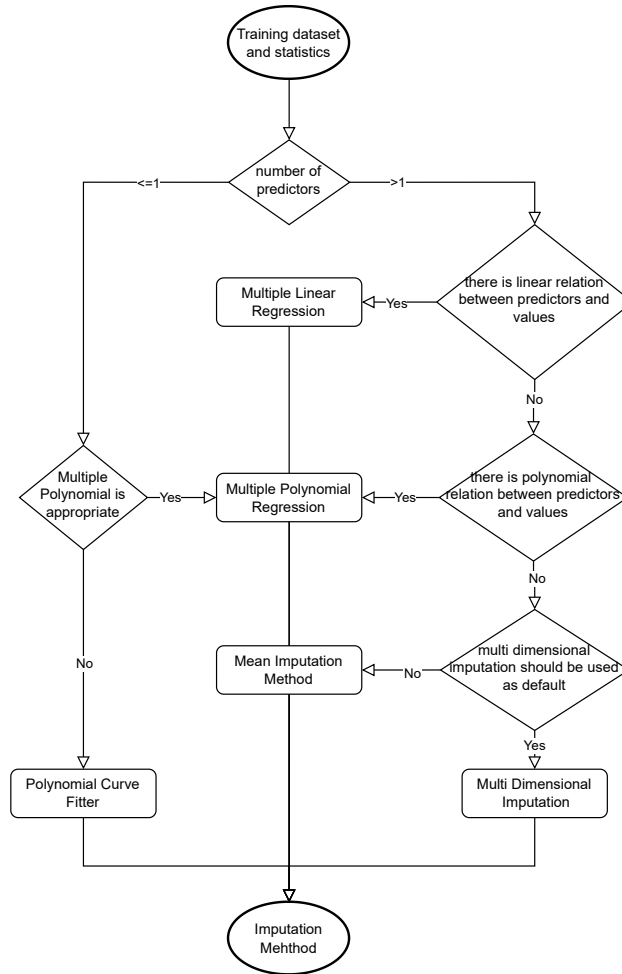 Training dataset
and statistics
number of
predictors
<=1
>1
there is linear relation
between predictors and
values
Yes
Multiple Linear
Regression
No
Multiple
Polynomial is
appropriate
Yes
Multiple Polynomial
Regression
Yes
there is polynomial
relation between predictors
and values
No
No
Mean Imputation
Method
No
multi dimensional
imputation should be used
as default
Yes
Polynomial Curve
Fitter
Multi Dimensional
Imputation
Imputation
Mehthod